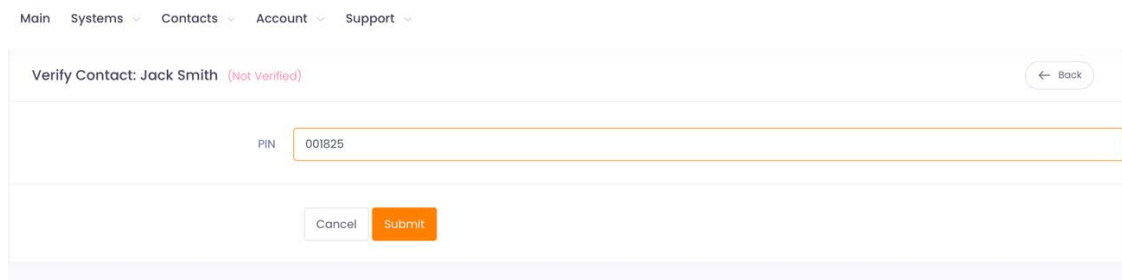 Main Systems Contacts Account Support
Verify Contact: Jack Smith (Not Verified) Back
PIN 001825
Cancel Submit